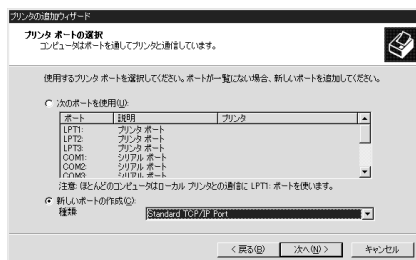 プリンタの追加ウィザード
プリンタ ポートの選択
コンピュータはポートを通してプリンタと通信しています。
使用するプリンタ ポートを選択してください。ポートが一覧にない場合、新しいポートを追加してください。
次のポートを使用(U):
ポート 説明 プリンタ
LPT1: プリンタ ポート
LPT2: プリンタ ポート
LPT3: プリンタ ポート
COM1: シリアル ポート
COM2: シリアル ポート
COM3: シリアル ポート
注意: ほとんどのコンピュータはローカル プリンタとの通信に LPT1: ポートを使います。
新しいポートの作成(C):
種類: Standard TCP/IP Port
< 戻る(B) 次へ(N) > キャンセル